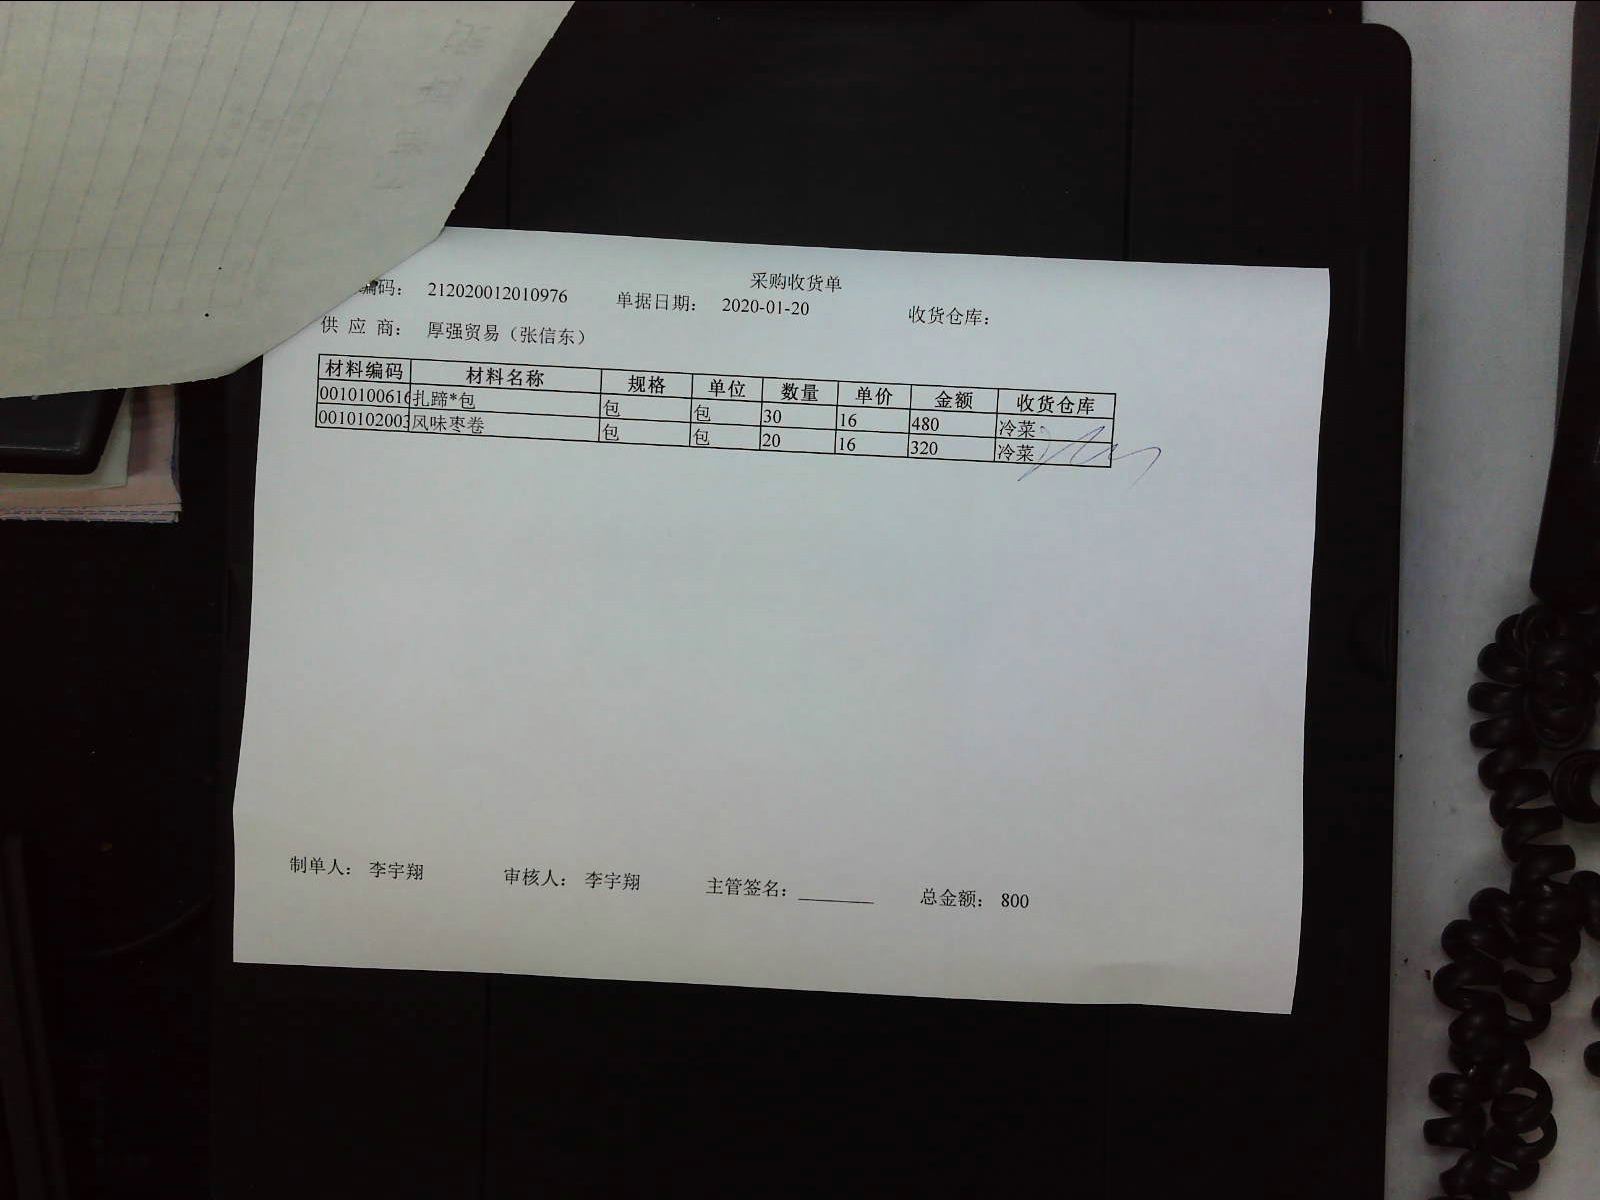 采购收货单
编码： 212020012010976 单据日期： 2020-01-20 收货仓库：
供 应 商： 厚强贸易（张信东）
材料编码 材料名称 规格 单位 数量 单价 金额 收货仓库
0010100616 扎蹄*包 包 包 30 16 480 冷菜
0010102003 风味枣卷 包 包 20 16 320 冷菜
制单人： 李宇翔 审核人： 李宇翔 主管签名： 总金额： 800